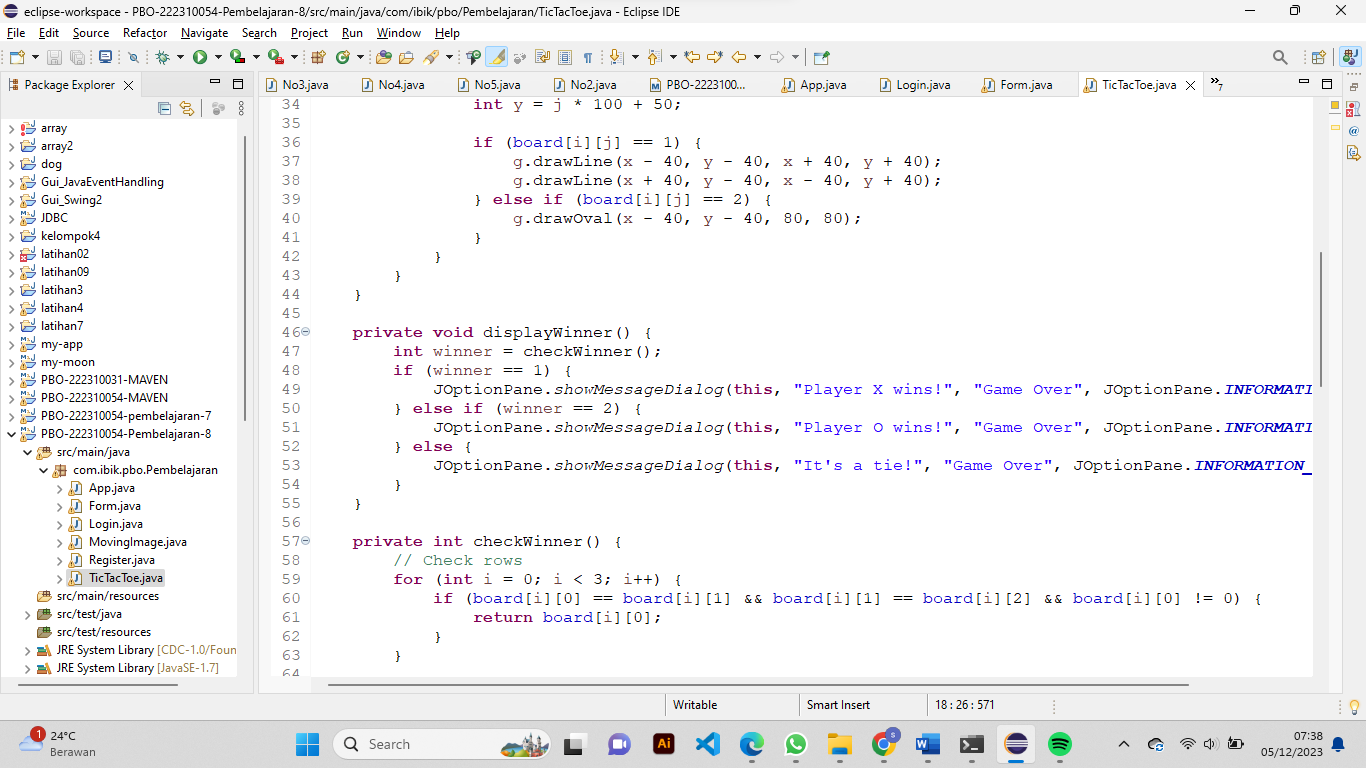 eclipse-workspace - PBO-222310054-Pembelajaran-8/src/main/java/com/ibik/pbo/Pembelajaran/TicTacToe.java - Eclipse IDE
File Edit Source Refactor Navigate Search Project Run Window Help
Package Explorer
No3.java No4.java No5.java No2.java PBO-2223100... App.java Login.java Form.java TicTacToe.java »7
array
array2
dog
Gui_JavaEventHandling
Gui_Swing2
JDBC
kelompok4
latihan02
latihan09
latihan3
latihan4
latihan7
my-app
my-moon
PBO-222310031-MAVEN
PBO-222310054-MAVEN
PBO-222310054-pembelajaran-7
PBO-222310054-Pembelajaran-8
src/main/java
com.ibik.pbo.Pembelajaran
App.java
Form.java
Login.java
MovingImage.java
Register.java
TicTacToe.java
src/main/resources
src/test/java
src/test/resources
JRE System Library [CDC-1.0/Foun
JRE System Library [JavaSE-1.7]
34 int y = j * 100 + 50;
35
36 if (board[i][j] == 1) {
37 g.drawLine(x - 40, y - 40, x + 40, y + 40);
38 g.drawLine(x + 40, y - 40, x - 40, y + 40);
39 } else if (board[i][j] == 2) {
40 g.drawOval(x - 40, y - 40, 80, 80);
41 }
42 }
43 }
44 }
45
46 private void displayWinner() {
47 int winner = checkWinner();
48 if (winner == 1) {
49 JOptionPane.showMessageDialog(this, "Player X wins!", "Game Over", JOptionPane.INFORMATI
50 } else if (winner == 2) {
51 JOptionPane.showMessageDialog(this, "Player O wins!", "Game Over", JOptionPane.INFORMATI
52 } else {
53 JOptionPane.showMessageDialog(this, "It's a tie!", "Game Over", JOptionPane.INFORMATION_
54 }
55 }
56
57 private int checkWinner() {
58 // Check rows
59 for (int i = 0; i < 3; i++) {
60 if (board[i][0] == board[i][1] && board[i][1] == board[i][2] && board[i][0] != 0) {
61 return board[i][0];
62 }
63 }
64
Writable Smart Insert 18 : 26 : 571
1
24°C
Berawan
Search
Ai
s
07:38
05/12/2023